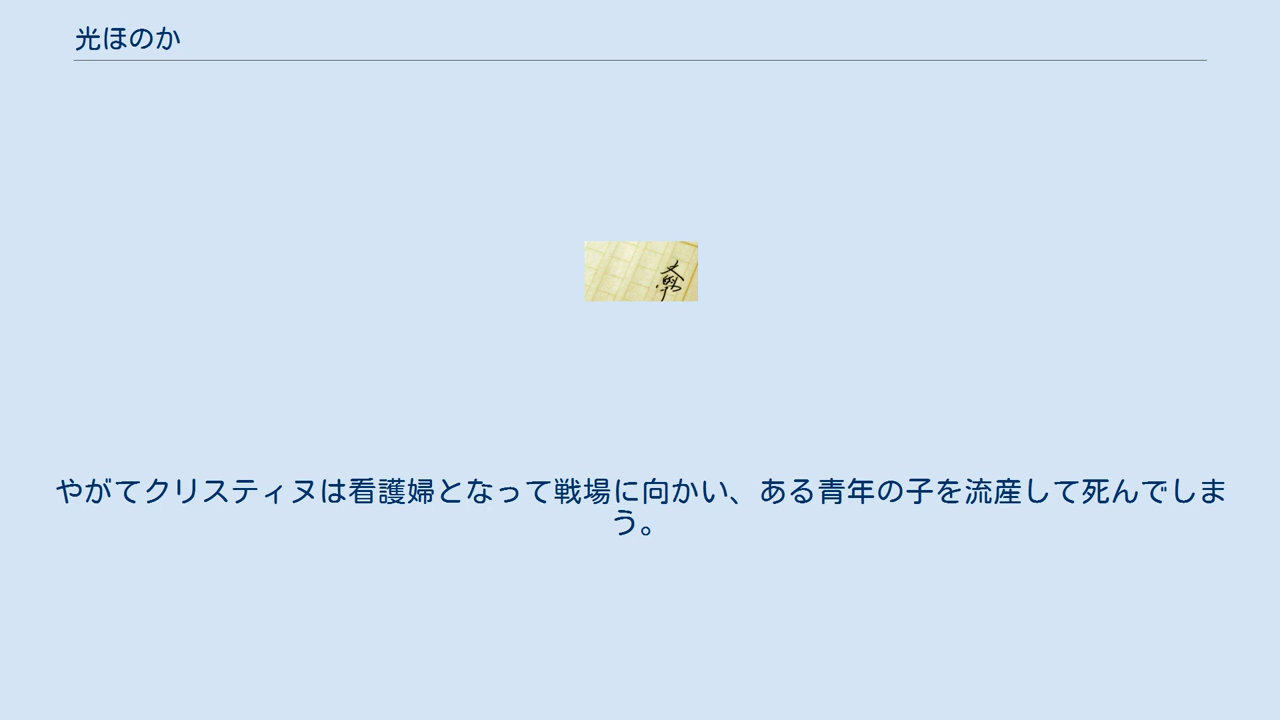 光ほのか
やがてクリスティヌは看護婦となって戦場に向かい、ある青年の子を流産して死んでしま
う。